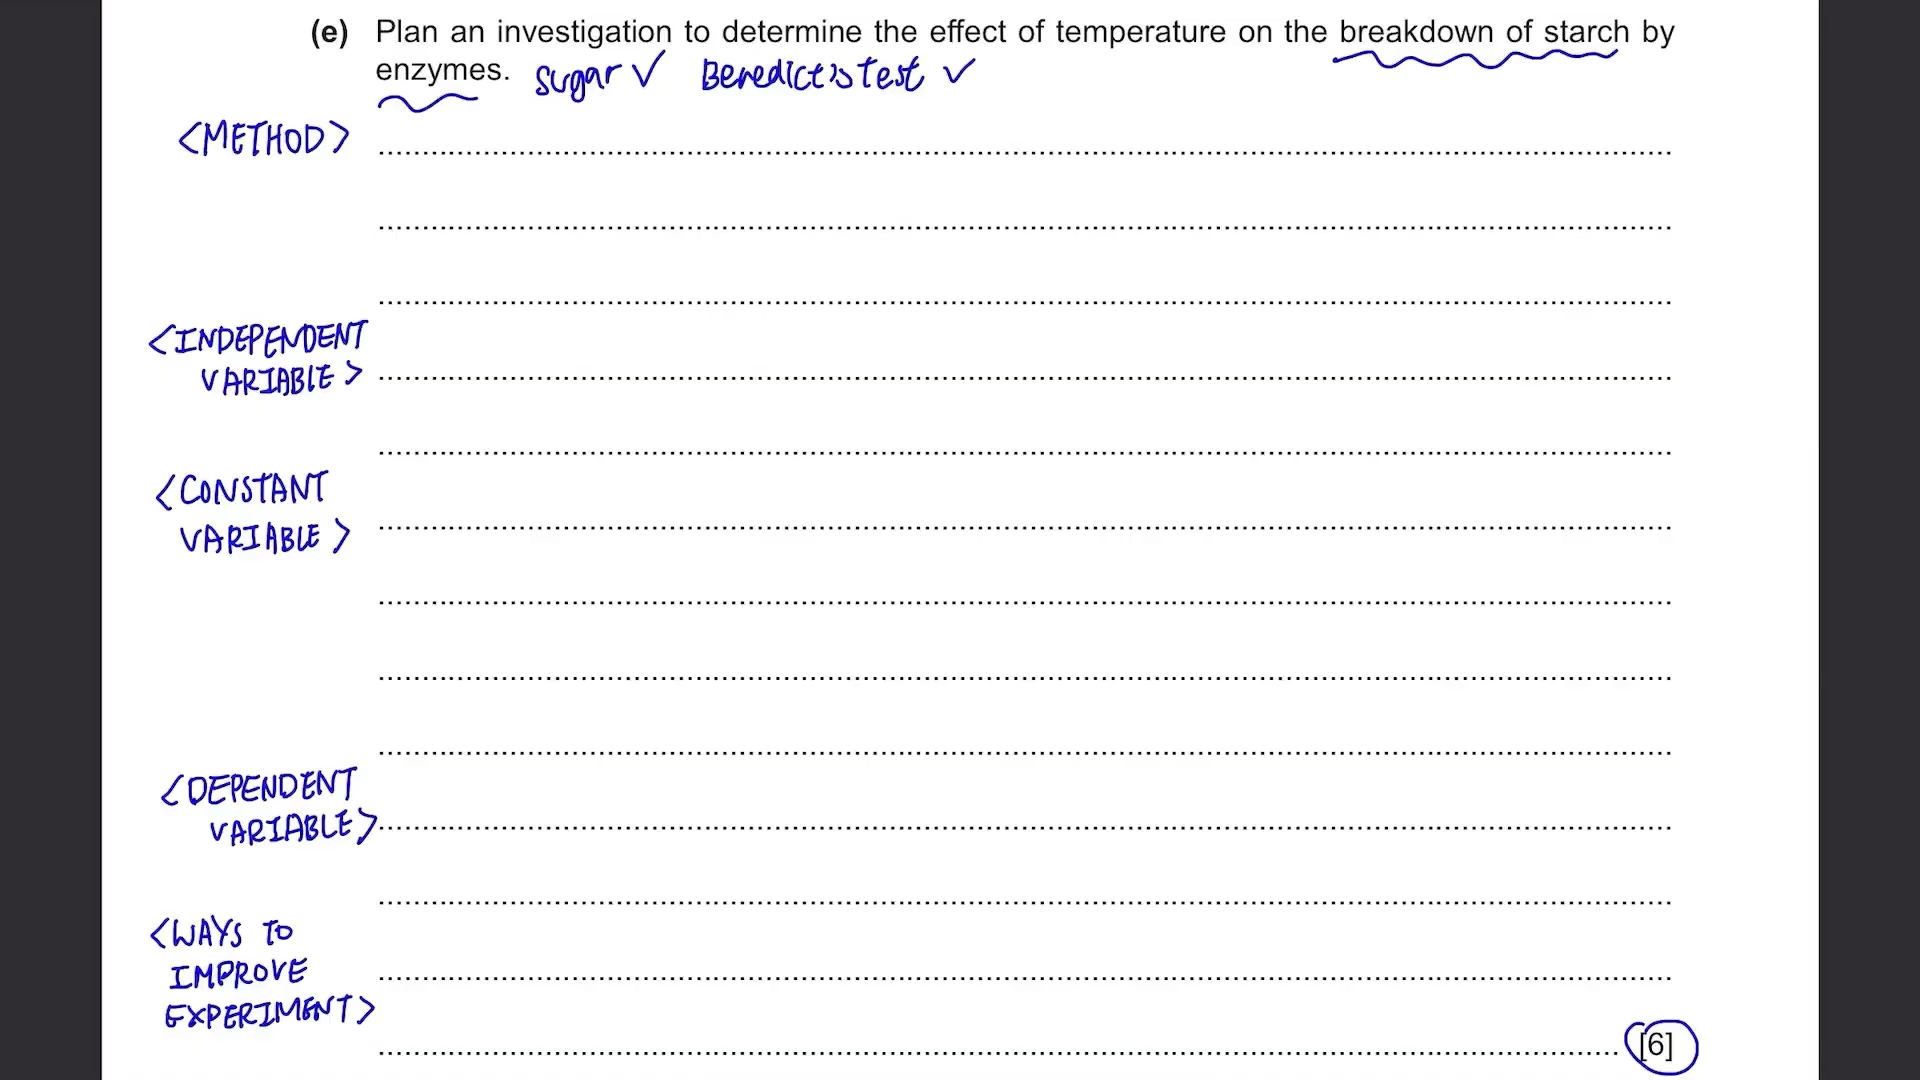 (e) Plan an investigation to determine the effect of temperature on the breakdown of starch by
enzymes. sugar ✓ Benedict's test ✓
<METHOD>
<INDEPENDENT
VARIABLE>
<CONSTANT
VARIABLE>
<DEPENDENT
VARIABLE>
<WAYS TO
IMPROVE
EXPERIMENT>
[6]